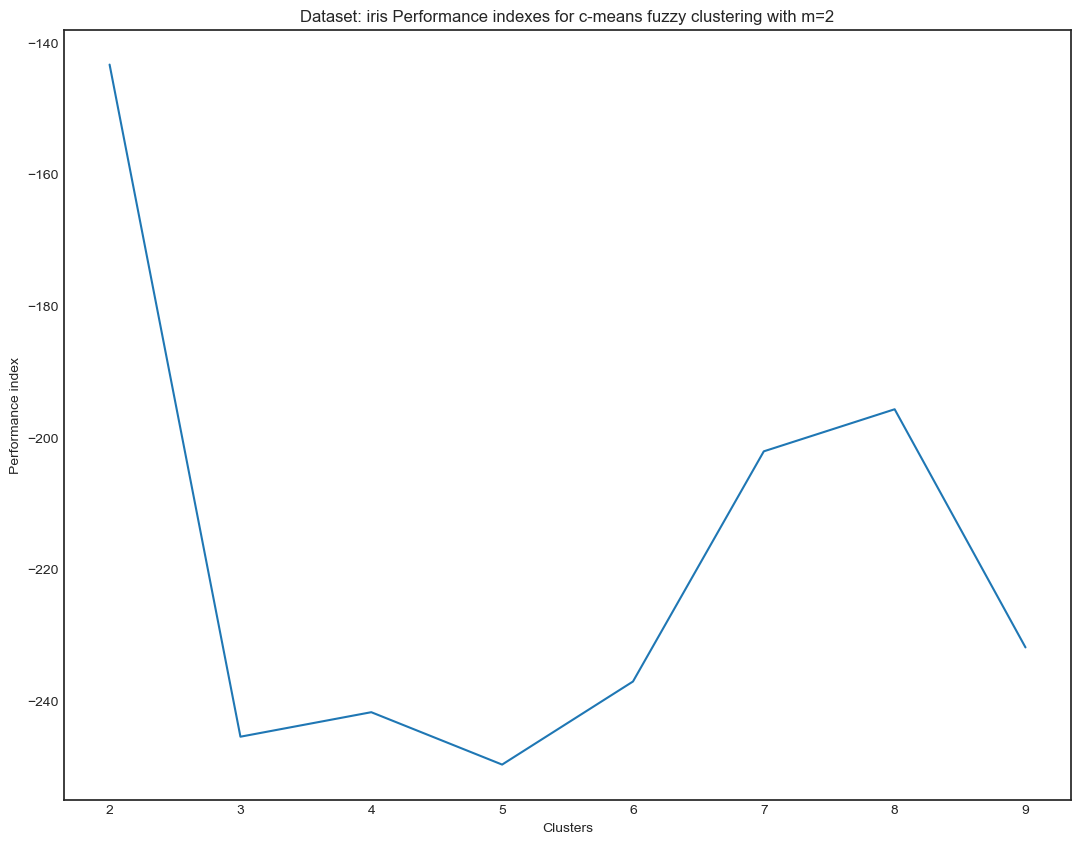 Dataset: iris Performance indexes for c-means fuzzy clustering with m=2
−140
−160
−180
−200
−220
−240
Performance index
2 3 4 5 6 7 8 9
Clusters